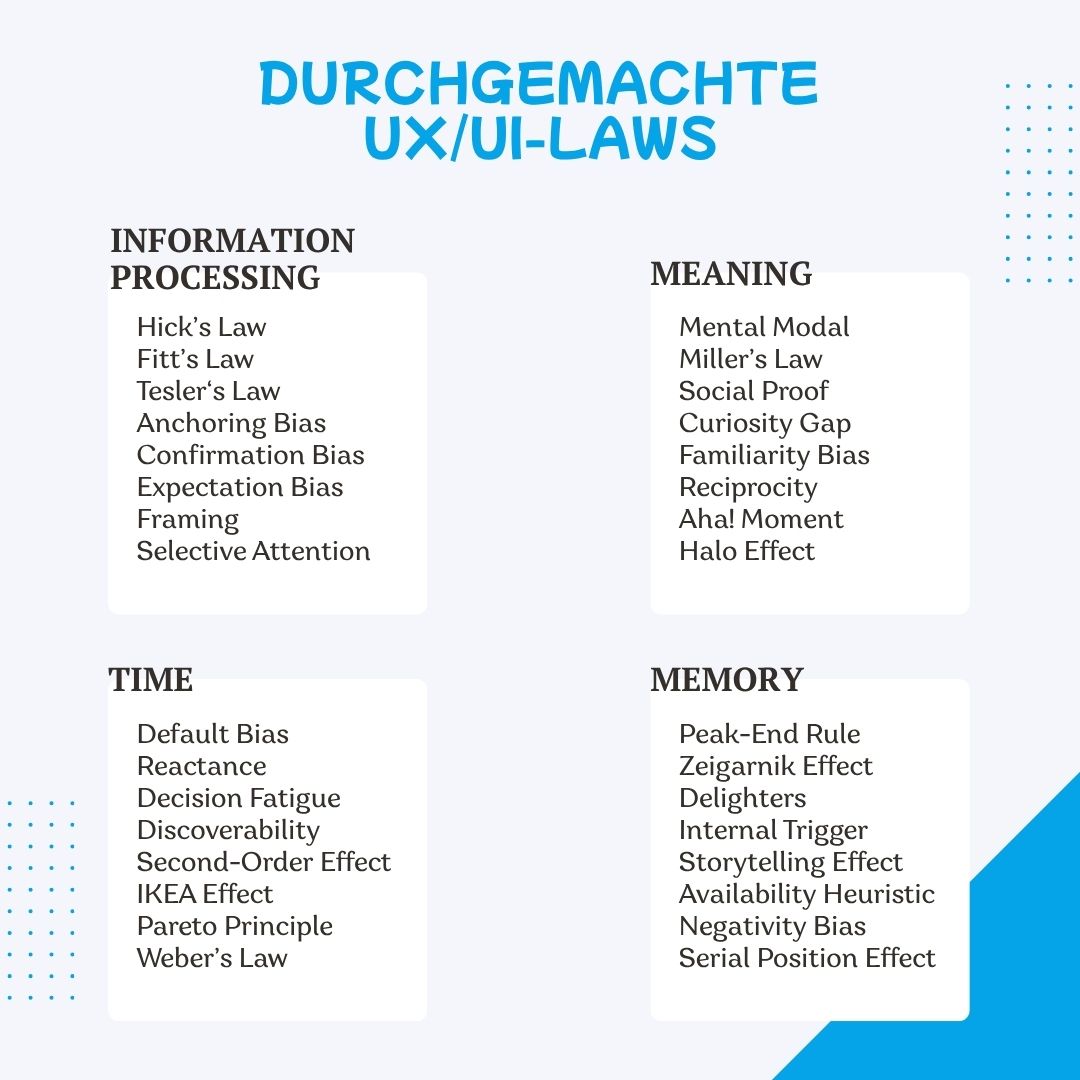 DURCHGEMACHTE
UX/UI-LAWS
INFORMATION
PROCESSING
Hick’s Law
Fitt’s Law
Tesler‘s Law
Anchoring Bias
Confirmation Bias
Expectation Bias
Framing
Selective Attention
MEANING
Mental Modal
Miller’s Law
Social Proof
Curiosity Gap
Familiarity Bias
Reciprocity
Aha! Moment
Halo Effect
TIME
Default Bias
Reactance
Decision Fatigue
Discoverability
Second-Order Effect
IKEA Effect
Pareto Principle
Weber’s Law
MEMORY
Peak-End Rule
Zeigarnik Effect
Delighters
Internal Trigger
Storytelling Effect
Availability Heuristic
Negativity Bias
Serial Position Effect